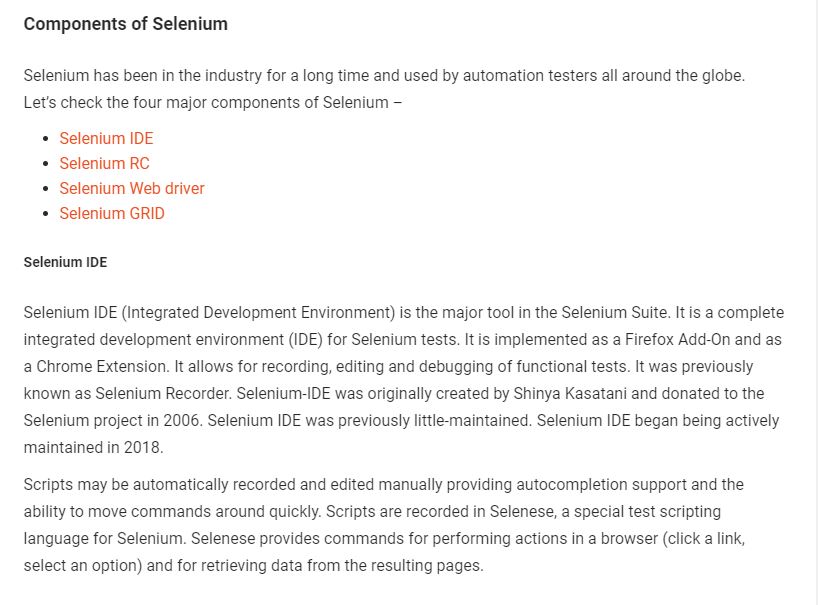 Components of Selenium
Selenium has been in the industry for a long time and used by automation testers all around the globe.
Let's check the four major components of Selenium –
• Selenium IDE
• Selenium RC
• Selenium Web driver
• Selenium GRID
Selenium IDE
Selenium IDE (Integrated Development Environment) is the major tool in the Selenium Suite. It is a complete
integrated development environment (IDE) for Selenium tests. It is implemented as a Firefox Add-On and as
a Chrome Extension. It allows for recording, editing and debugging of functional tests. It was previously
known as Selenium Recorder. Selenium-IDE was originally created by Shinya Kasatani and donated to the
Selenium project in 2006. Selenium IDE was previously little-maintained. Selenium IDE began being actively
maintained in 2018.
Scripts may be automatically recorded and edited manually providing autocompletion support and the
ability to move commands around quickly. Scripts are recorded in Selenese, a special test scripting
language for Selenium. Selenese provides commands for performing actions in a browser (click a link,
select an option) and for retrieving data from the resulting pages.